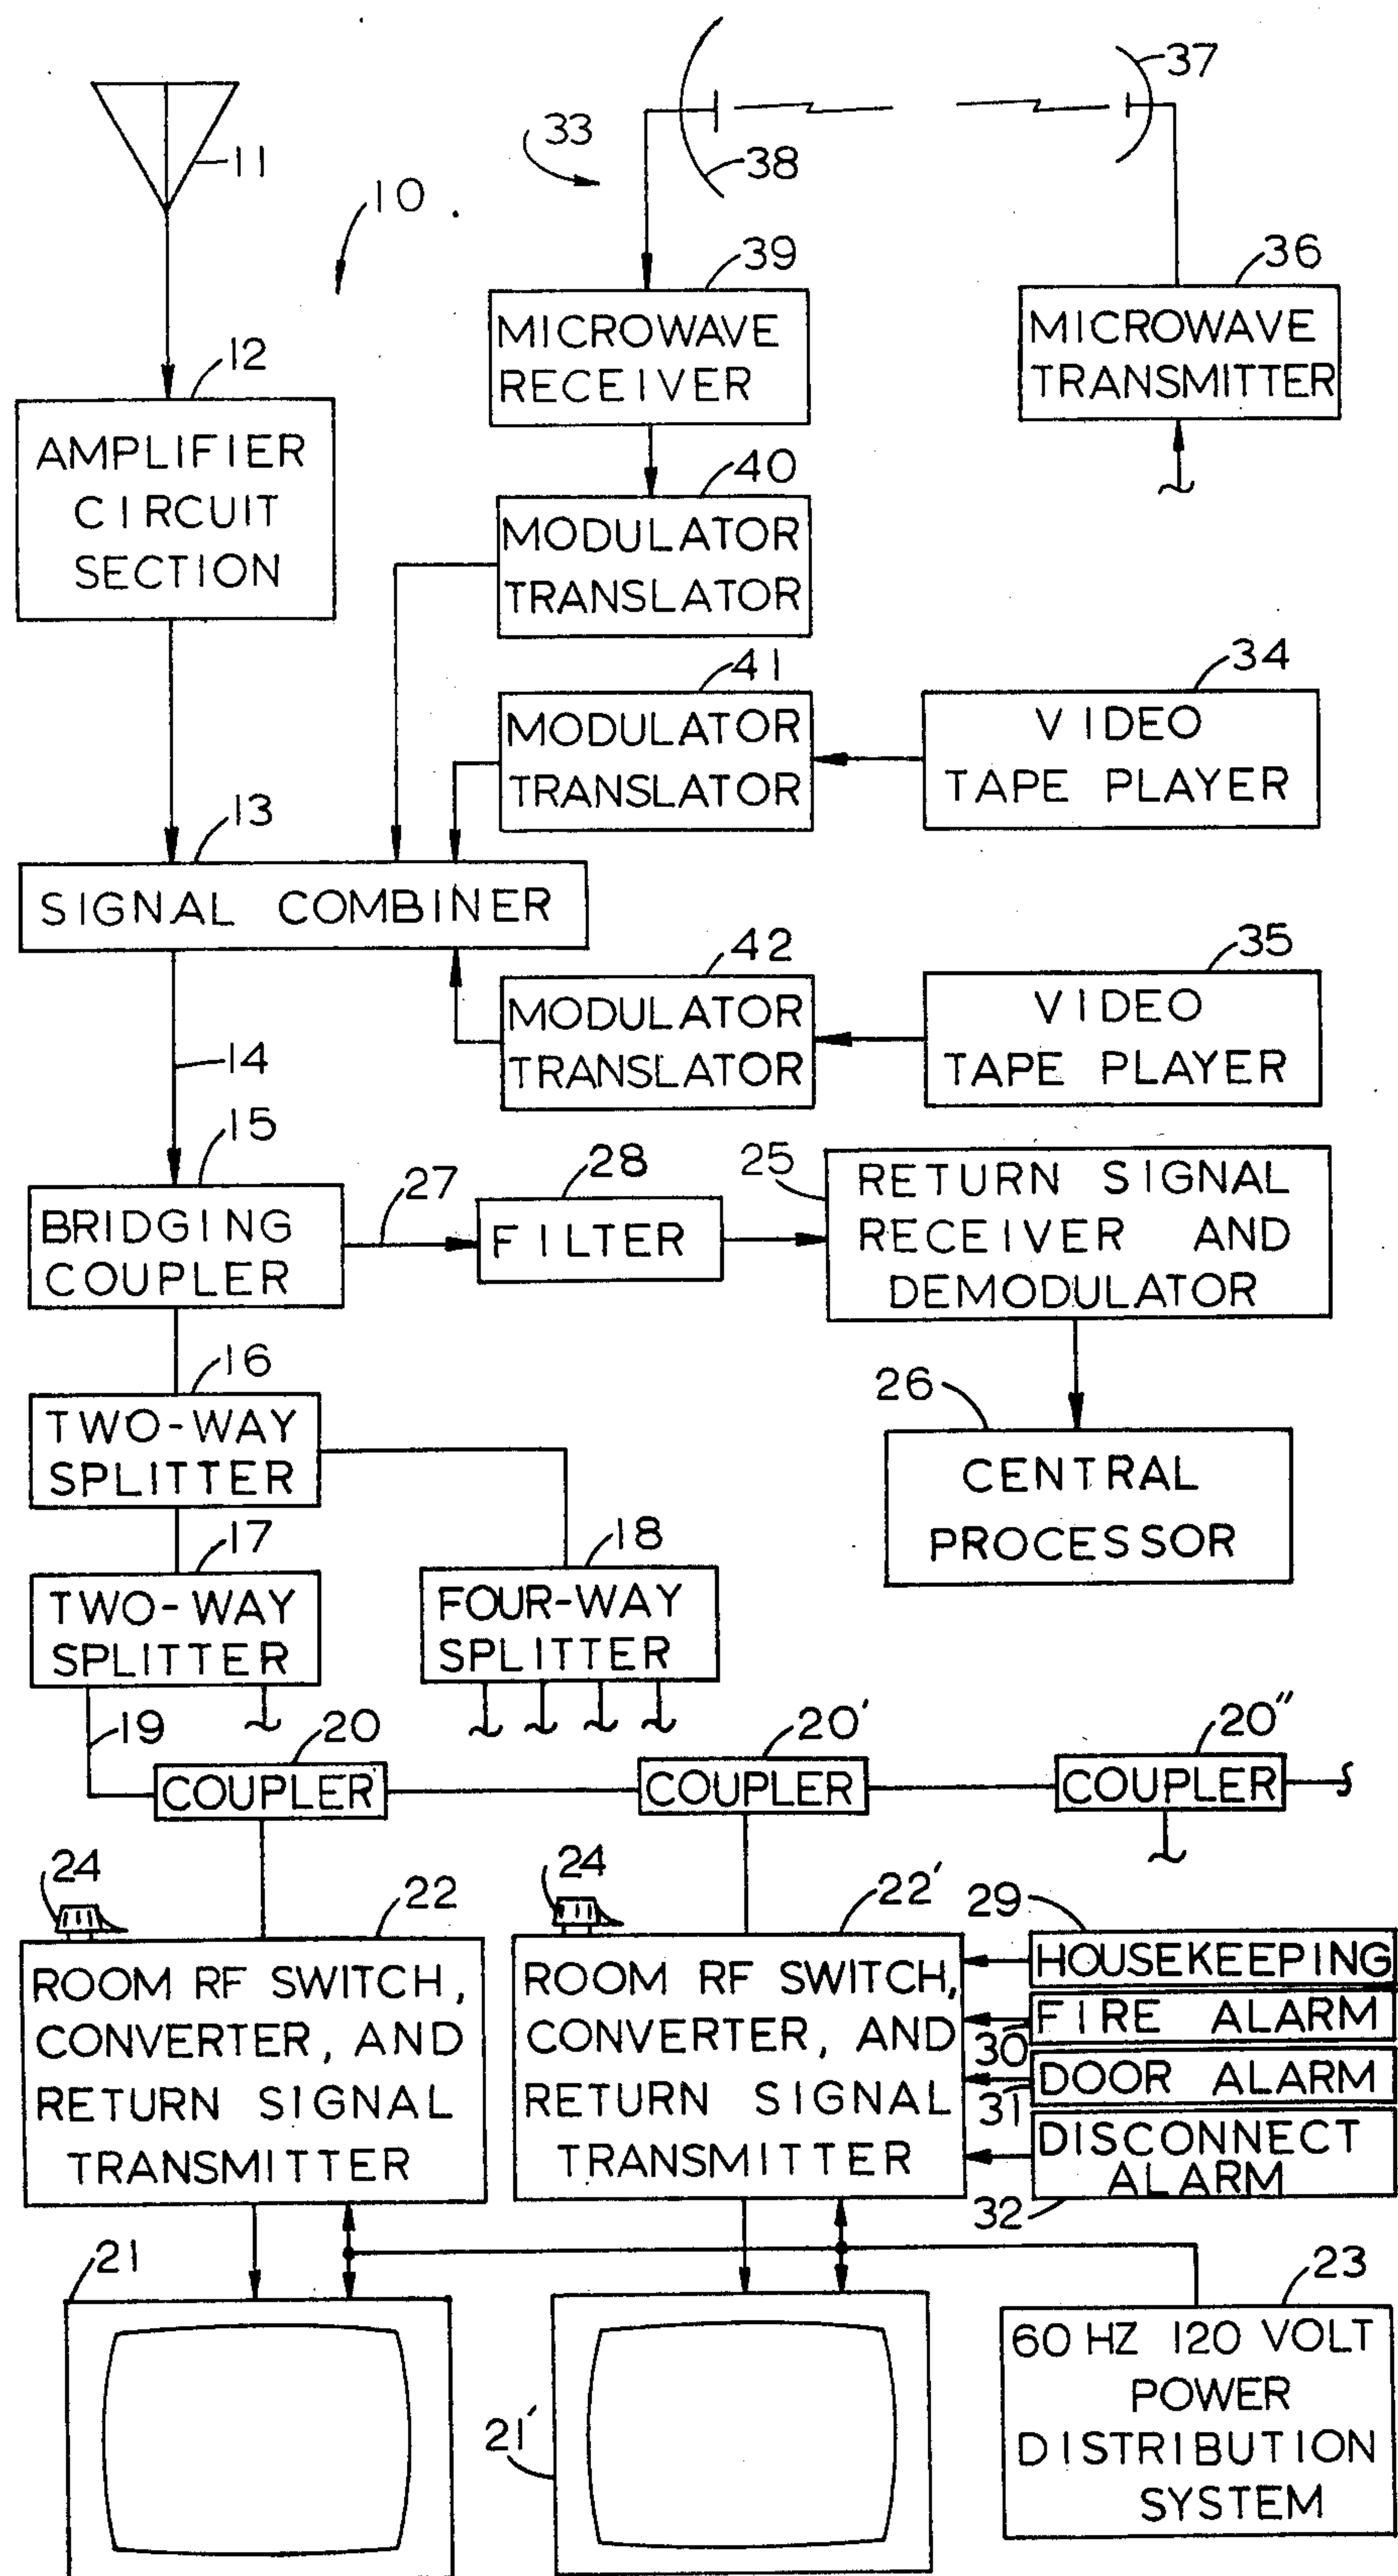 37
33
38
11
10
39
36
MICROWAVE
RECEIVER
MICROWAVE
TRANSMITTER
12
AMPLIFIER
CIRCUIT
SECTION
40
MODULATOR
TRANSLATOR
41
MODULATOR
TRANSLATOR
34
VIDEO
TAPE PLAYER
13
SIGNAL COMBINER
42
MODULATOR
TRANSLATOR
35
VIDEO
TAPE PLAYER
14
15
BRIDGING
COUPLER
27
28
FILTER
25
RETURN SIGNAL
RECEIVER AND
DEMODULATOR
16
TWO-WAY
SPLITTER
26
CENTRAL
PROCESSOR
17
TWO-WAY
SPLITTER
18
FOUR-WAY
SPLITTER
19
20
COUPLER
20'
COUPLER
20"
COUPLER
24
22
ROOM RF SWITCH,
CONVERTER, AND
RETURN SIGNAL
TRANSMITTER
24
22'
ROOM RF SWITCH,
CONVERTER, AND
RETURN SIGNAL
TRANSMITTER
29
HOUSEKEEPING
FIRE ALARM
30
DOOR ALARM
31
DISCONNECT
ALARM
32
21
21'
23
60 HZ 120 VOLT
POWER
DISTRIBUTION
SYSTEM